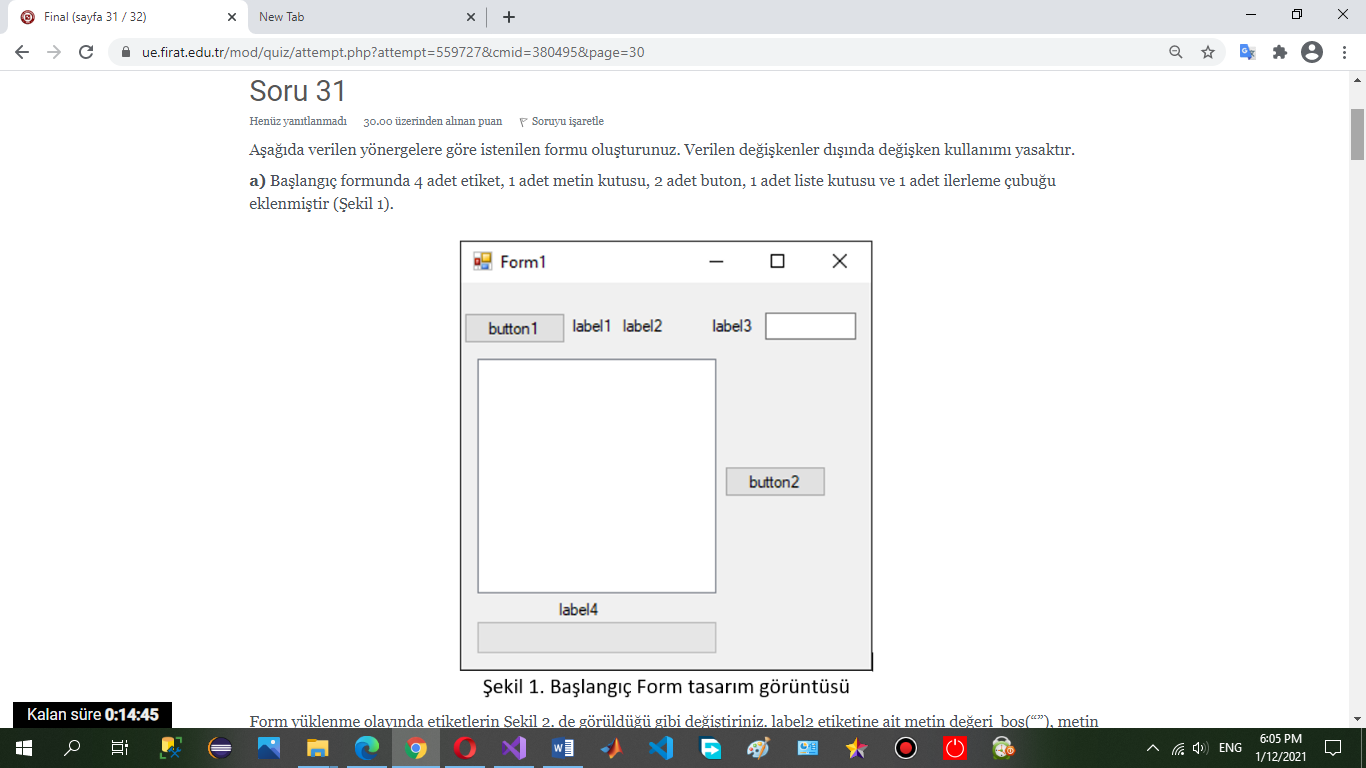 Final (sayfa 31 / 32)
New Tab
ue.firat.edu.tr/mod/quiz/attempt.php?attempt=559727&cmid=380495&page=30
Soru 31
Henüz yanıtlanmadı 30.00 üzerinden alınan puan Soruyu işaretle
Aşağıda verilen yönergelere göre istenilen formu oluşturunuz. Verilen değişkenler dışında değişken kullanımı yasaktır.
a) Başlangıç formunda 4 adet etiket, 1 adet metin kutusu, 2 adet buton, 1 adet liste kutusu ve 1 adet ilerleme çubuğu
eklenmiştir (Şekil 1).
Form1
button1 label1 label2 label3
button2
label4
Şekil 1. Başlangıç Form tasarım görüntüsü
Form yüklenme olayında etiketlerin Şekil 2. de görüldüğü gibi değiştiriniz. label2 etiketine ait metin değeri boş(“”), metin
Kalan süre 0:14:45
ENG
6:05 PM
1/12/2021